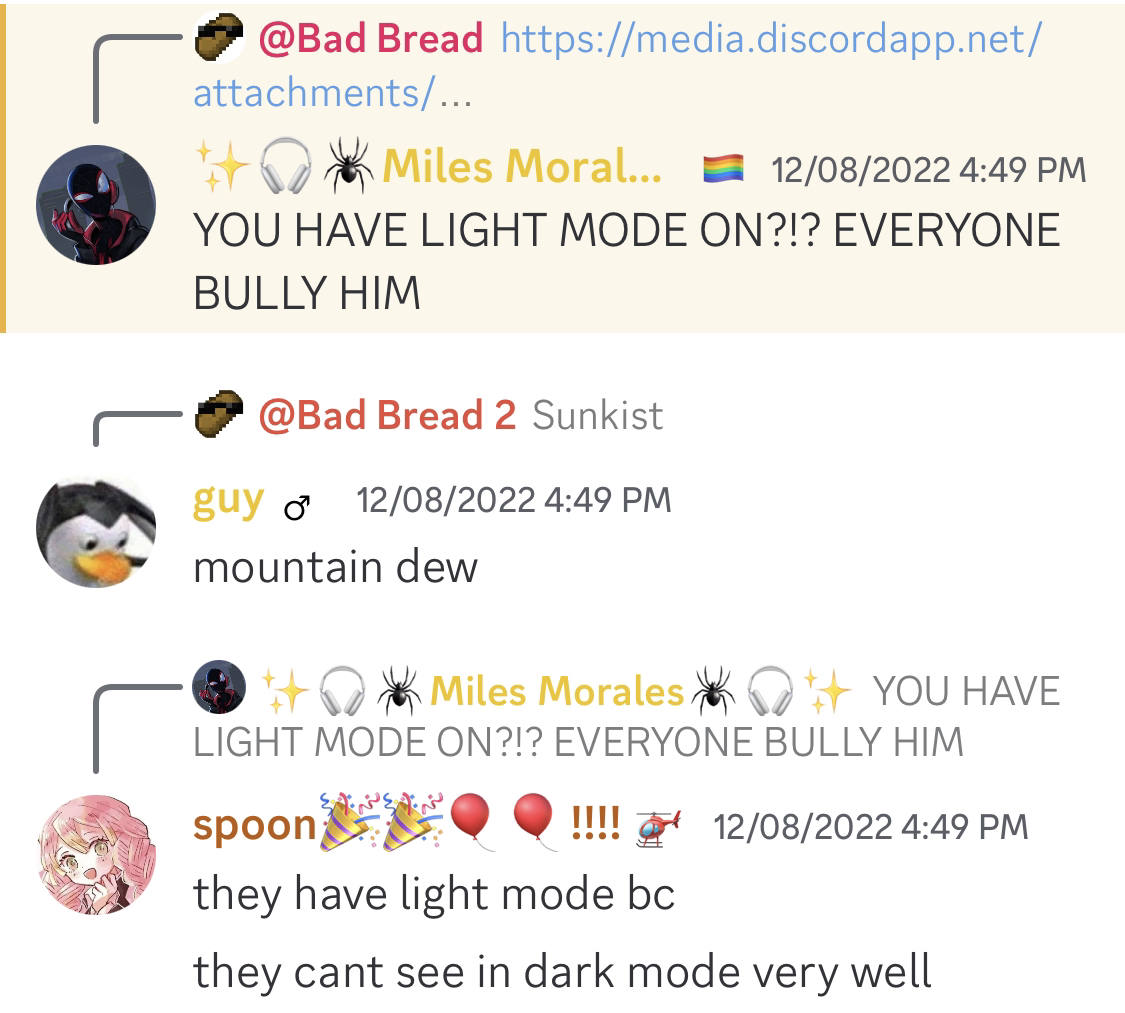 @Bad Bread https://media.discordapp.net/
attachments/...
✨🎧🕷Miles Moral... 🏳️‍🌈 12/08/2022 4:49 PM
YOU HAVE LIGHT MODE ON?!? EVERYONE
BULLY HIM
@Bad Bread 2 Sunkist
guy ♂ 12/08/2022 4:49 PM
mountain dew
✨🎧🕷Miles Morales🕷🎧✨ YOU HAVE
LIGHT MODE ON?!? EVERYONE BULLY HIM
spoon🎉🎉🎈🎈!!!! 🚁 12/08/2022 4:49 PM
they have light mode bc
they cant see in dark mode very well